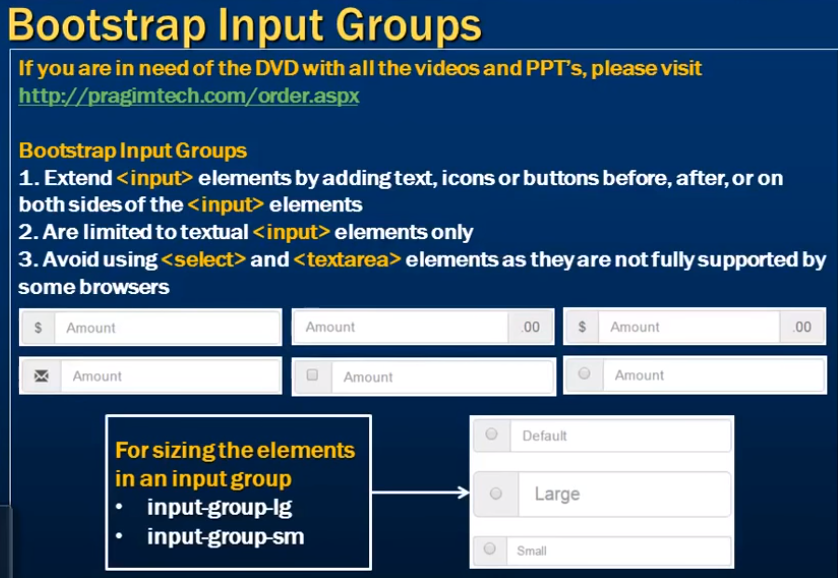 Bootstrap Input Groups
If you are in need of the DVD with all the videos and PPT's, please visit
http://pragimtech.com/order.aspx
Bootstrap Input Groups
1. Extend <input> elements by adding text, icons or buttons before, after, or on
both sides of the <input> elements
2. Are limited to textual <input> elements only
3. Avoid using <select> and <textarea> elements as they are not fully supported by
some browsers
$ Amount
Amount .00
$ Amount .00
Amount
Amount
Amount
For sizing the elements
in an input group
• input-group-lg
• input-group-sm
Default
Large
Small